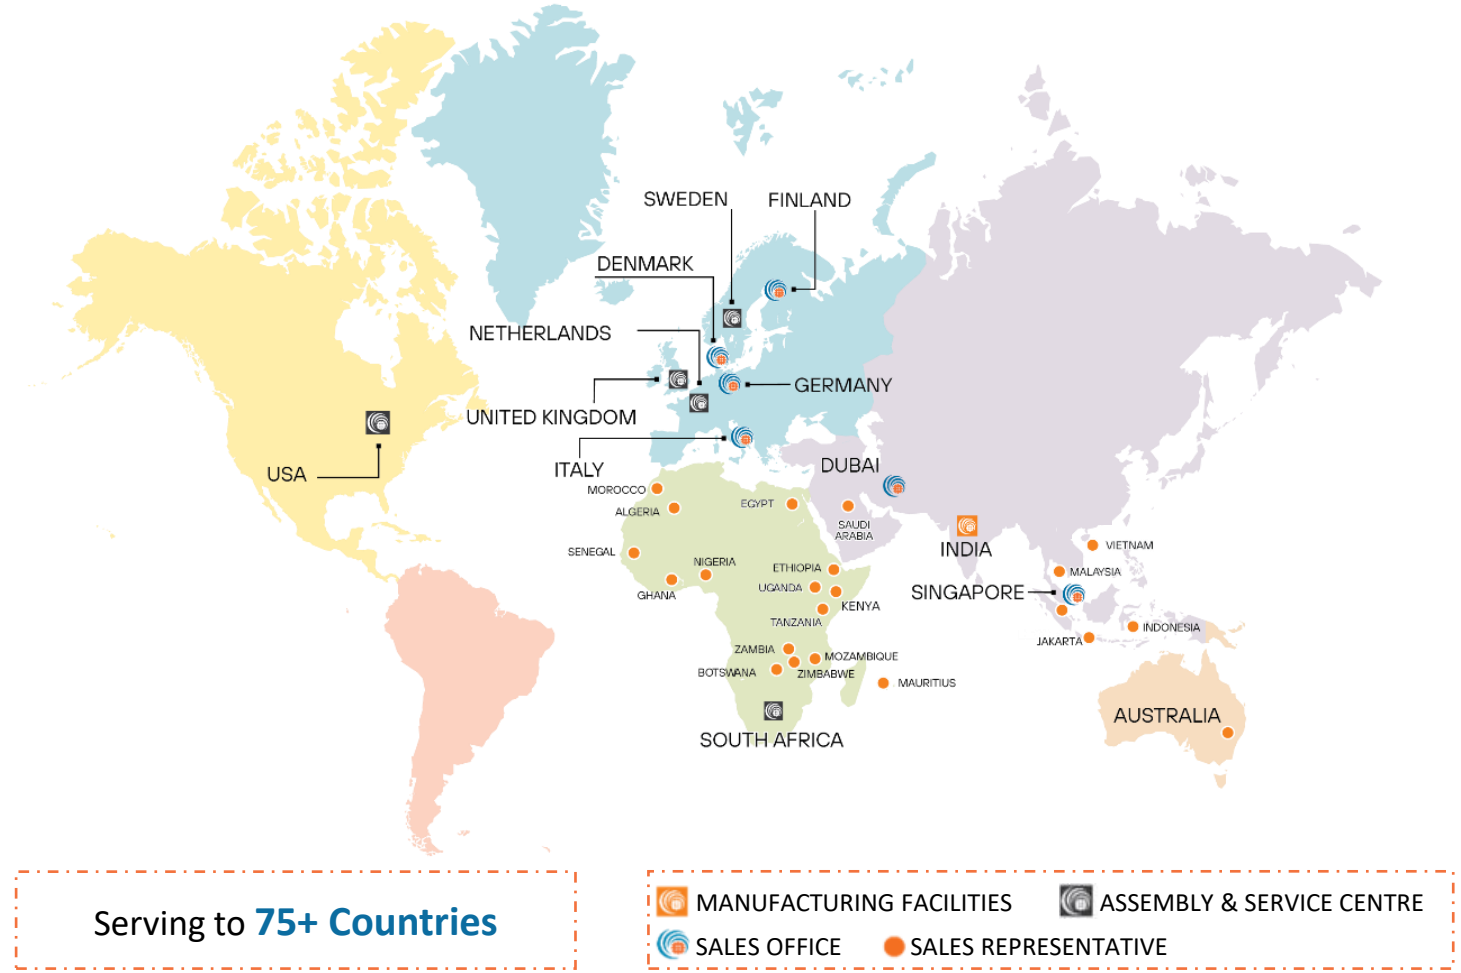 SWEDEN
FINLAND
DENMARK
NETHERLANDS
GERMANY
UNITED KINGDOM
ITALY
USA
DUBAI
MOROCCO
ALGERIA
EGYPT
SAUDI
ARABIA
SENEGAL
NIGERIA
GHANA
ETHIOPIA
UGANDA
KENYA
TANZANIA
INDIA
VIETNAM
MALAYSIA
SINGAPORE
INDONESIA
JAKARTA
ZAMBIA
MOZAMBIQUE
BOTSWANA
ZIMBABWE
MAURITIUS
SOUTH AFRICA
AUSTRALIA
Serving to 75+ Countries
MANUFACTURING FACILITIES
ASSEMBLY & SERVICE CENTRE
SALES OFFICE
SALES REPRESENTATIVE